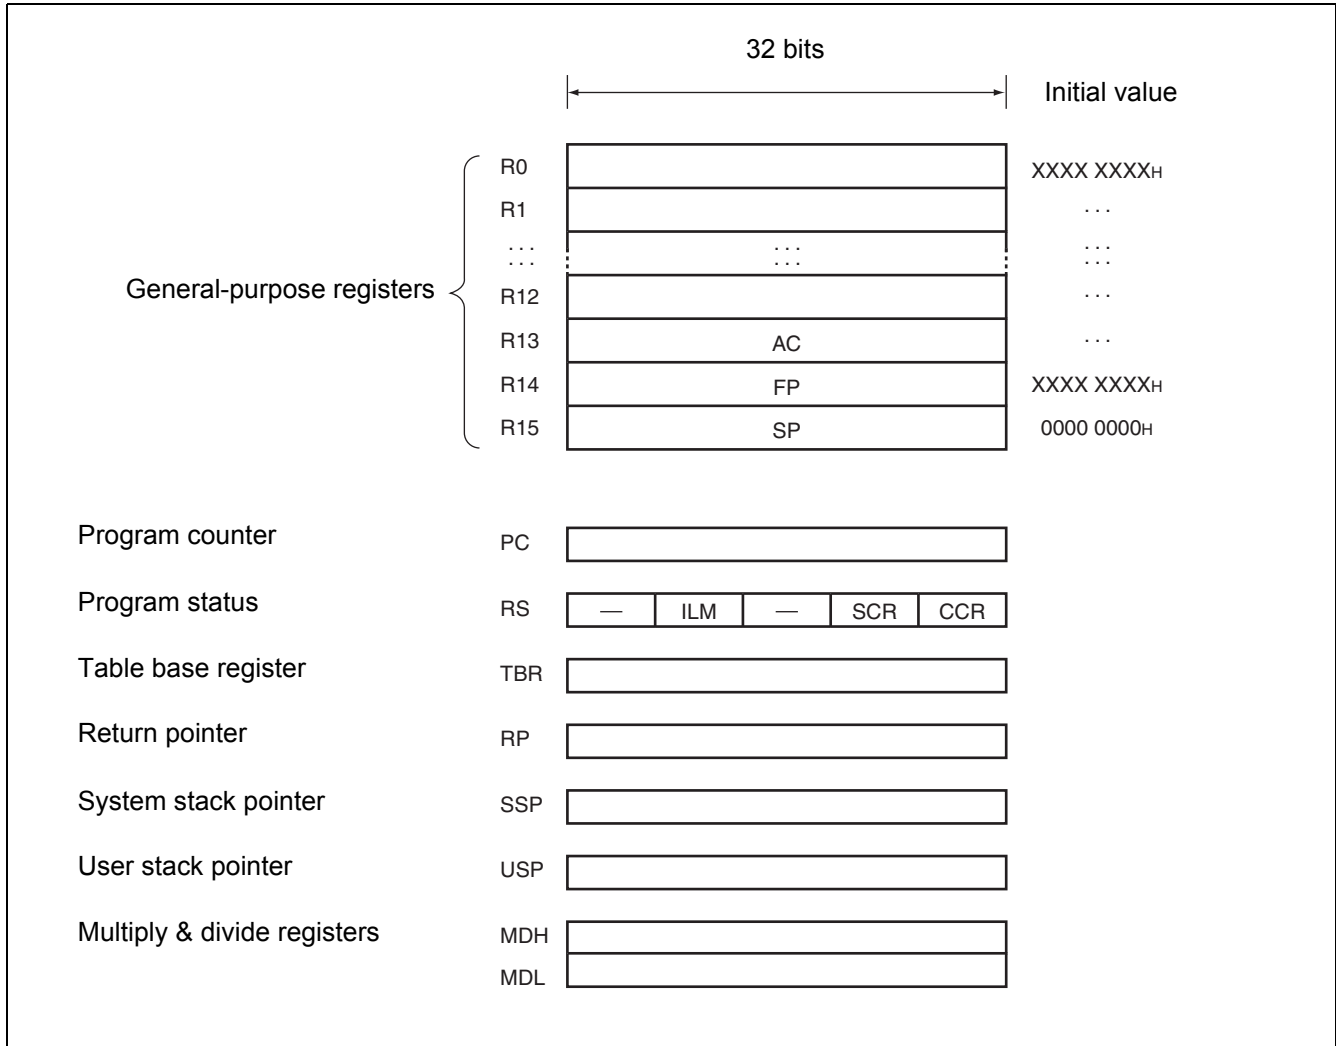 32 bits
Initial value
R0 XXXX XXXXH
R1 . . .
. . . . . . . . .
. . . . . . . . .
General-purpose registers
R12 . . .
R13 AC . . .
R14 FP XXXX XXXXH
R15 SP 0000 0000H
Program counter PC
Program status RS — ILM — SCR CCR
Table base register TBR
Return pointer RP
System stack pointer SSP
User stack pointer USP
Multiply & divide registers MDH
MDL